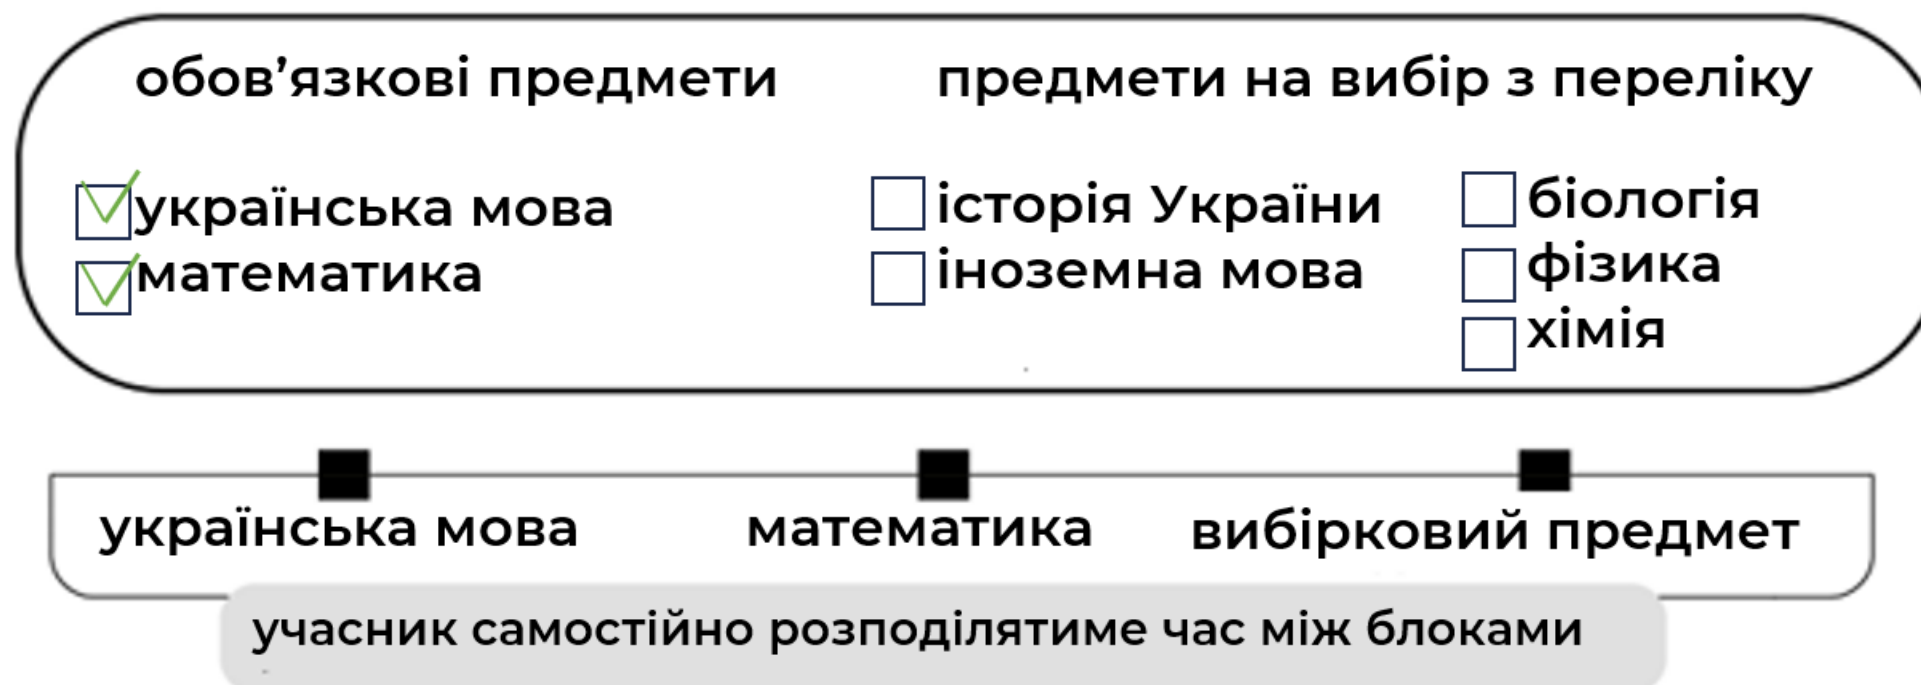 обов’язкові предмети
предмети на вибір з переліку
українська мова
математика
історія України
іноземна мова
біологія
фізика
хімія
українська мова
математика
вибірковий предмет
учасник самостійно розподілятиме час між блоками